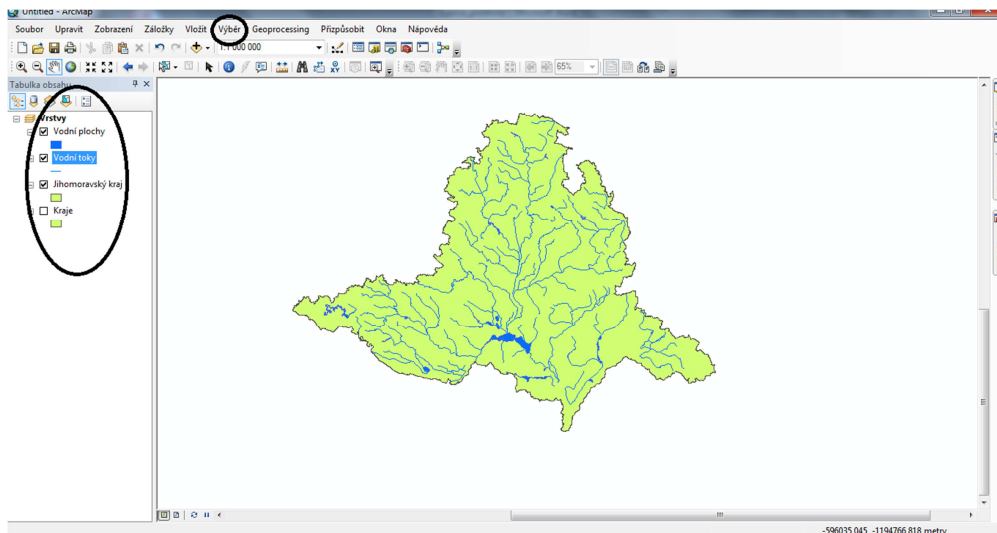 Untitled - ArcMap
Soubor Upravit Zobrazení Záložky Vložit Výběr Geoprocessing Přizpůsobit Okna Nápověda
1:1 000 000
65%
Tabulka obsahu
Vrstvy
Vodní plochy
Vodní toky
Jihomoravský kraj
Kraje
-596035,045 -1194766,818 metry